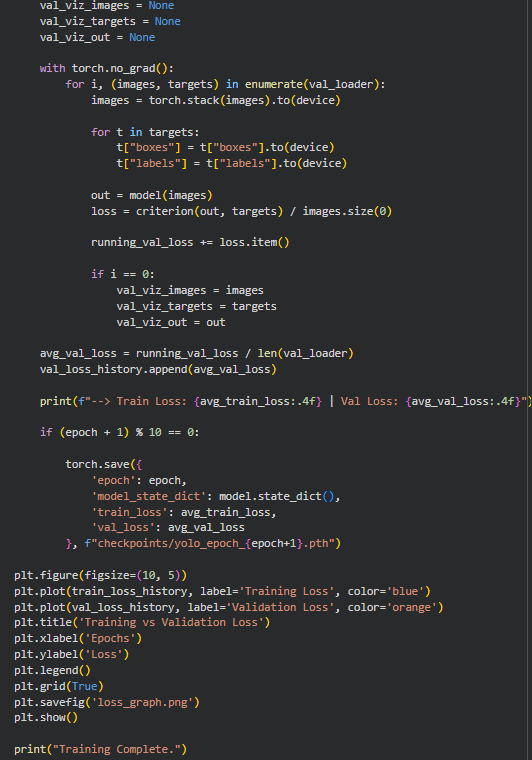 val_viz_images = None
val_viz_targets = None
val_viz_out = None
with torch.no_grad():
for i, (images, targets) in enumerate(val_loader):
images = torch.stack(images).to(device)
for t in targets:
t["boxes"] = t["boxes"].to(device)
t["labels"] = t["labels"].to(device)
out = model(images)
loss = criterion(out, targets) / images.size(0)
running_val_loss += loss.item()
if i == 0:
val_viz_images = images
val_viz_targets = targets
val_viz_out = out
avg_val_loss = running_val_loss / len(val_loader)
val_loss_history.append(avg_val_loss)
print(f"--> Train Loss: {avg_train_loss:.4f} | Val Loss: {avg_val_loss:.4f}")
if (epoch + 1) % 10 == 0:
torch.save({
'epoch': epoch,
'model_state_dict': model.state_dict(),
'train_loss': avg_train_loss,
'val_loss': avg_val_loss
}, f"checkpoints/yolo_epoch_{epoch+1}.pth")
plt.figure(figsize=(10, 5))
plt.plot(train_loss_history, label='Training Loss', color='blue')
plt.plot(val_loss_history, label='Validation Loss', color='orange')
plt.title('Training vs Validation Loss')
plt.xlabel('Epochs')
plt.ylabel('Loss')
plt.legend()
plt.grid(True)
plt.savefig('loss_graph.png')
plt.show()
print("Training Complete.")